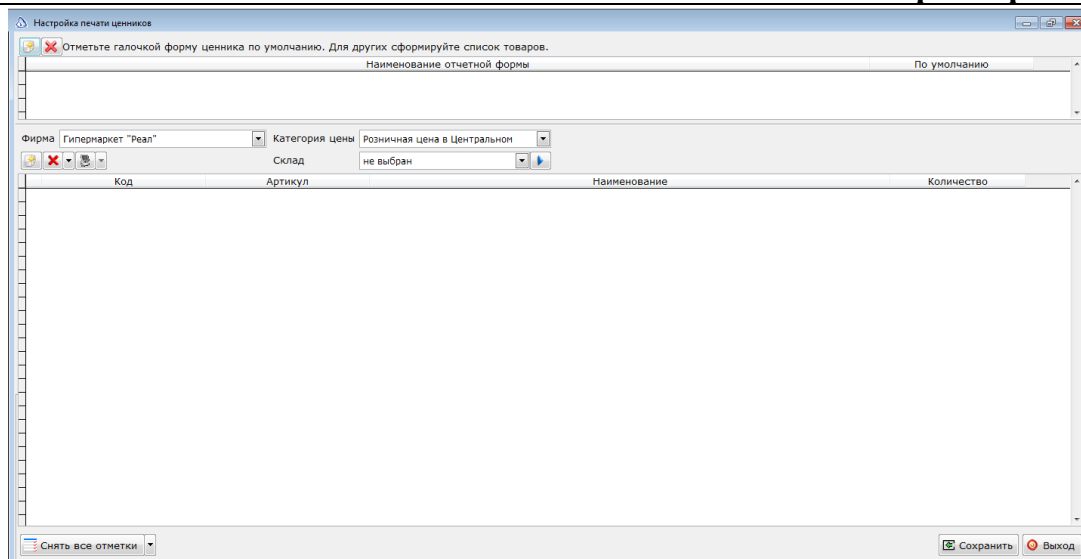 Настройка печати ценников
Отметьте галочкой форму ценника по умолчанию. Для других сформируйте список товаров.
Наименование отчетной формы По умолчанию
Фирма Гипермаркет "Реал" Категория цены Розничная цена в Центральном
Склад не выбран
Код Артикул Наименование Количество
Снять все отметки Сохранить Выход